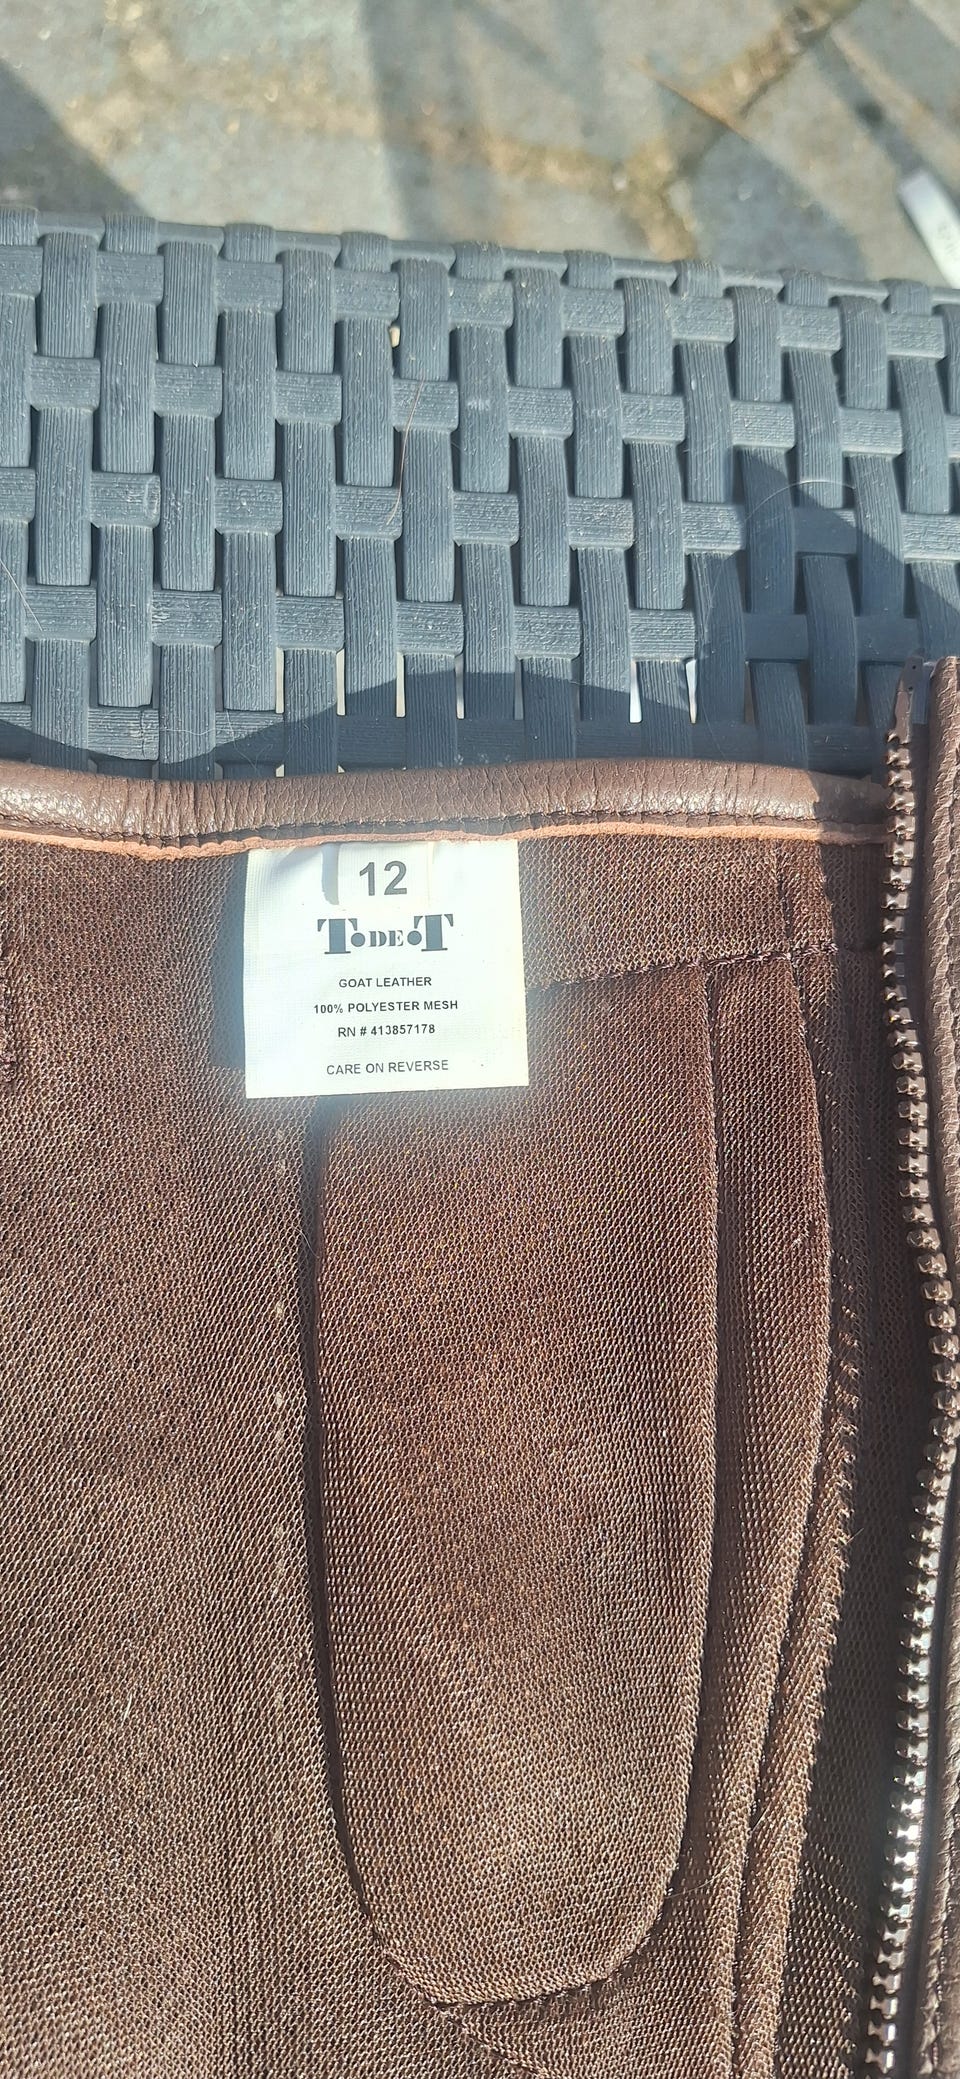 12
T•DE•T
GOAT LEATHER
100% POLYESTER MESH
RN # 413857178
CARE ON REVERSE